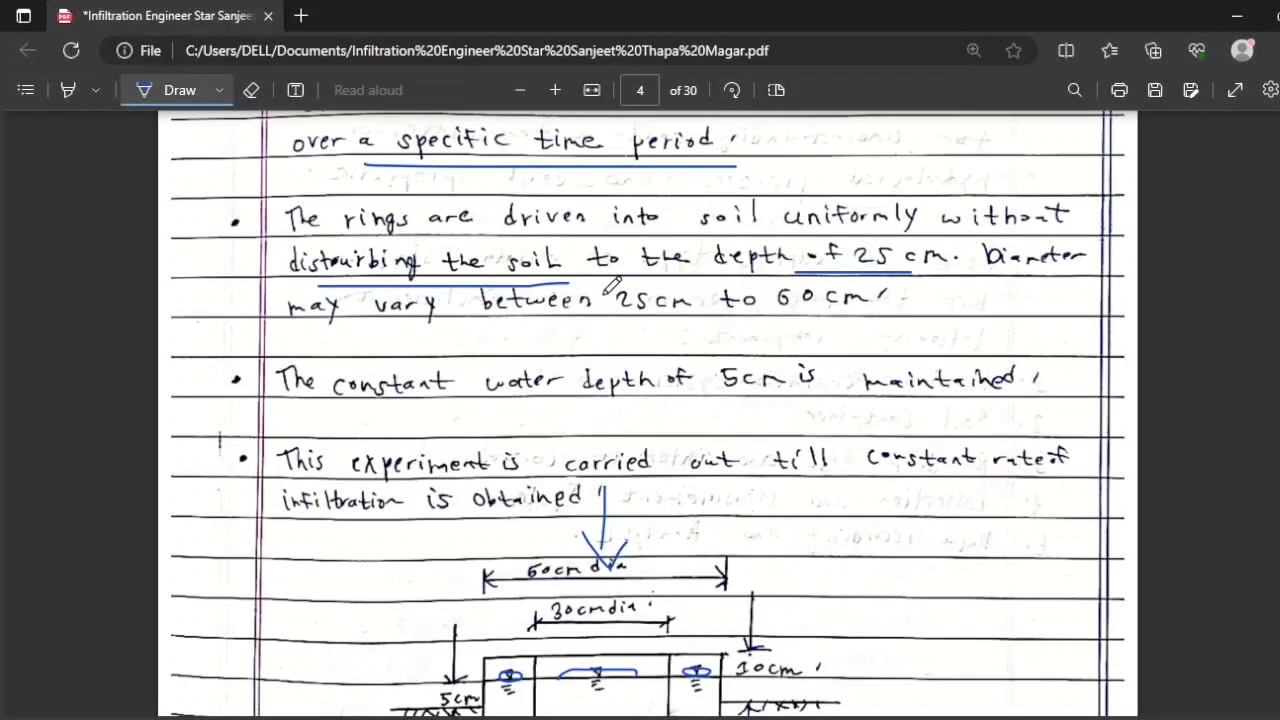 *Infiltration Engineer Star Sanjee
File
C:/Users/DELL/Documents/Infiltration%20Engineer%20Star%20Sanjeet%20Thapa%20Magar.pdf
Draw
Read aloud
4
of 30
over a specific time period.
• The rings are driven into soil uniformly without
distourbing the soil to the depth of 25 cm. Diameter
may vary between 25cm to 60cm.
• The constant water depth of 5cm is maintained.
• This experiment is carried out till constant rate of
infiltration is obtained.
60cm dia
30cm dia.
10cm.
5cm